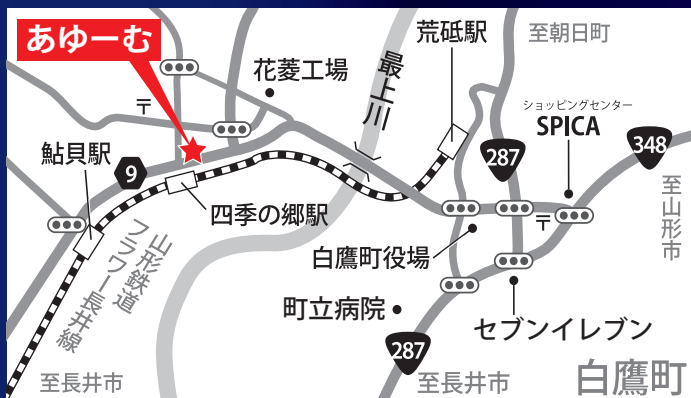 あゆーむ
荒砥駅
至朝日町
花菱工場
最上川
ショッピングセンター
SPICA
〒
348
287
鮎貝駅
9
四季の郷駅
〒
至山形市
白鷹町役場
山形鉄道
フラワー長井線
町立病院
セブンイレブン
287
至長井市
至長井市
白鷹町